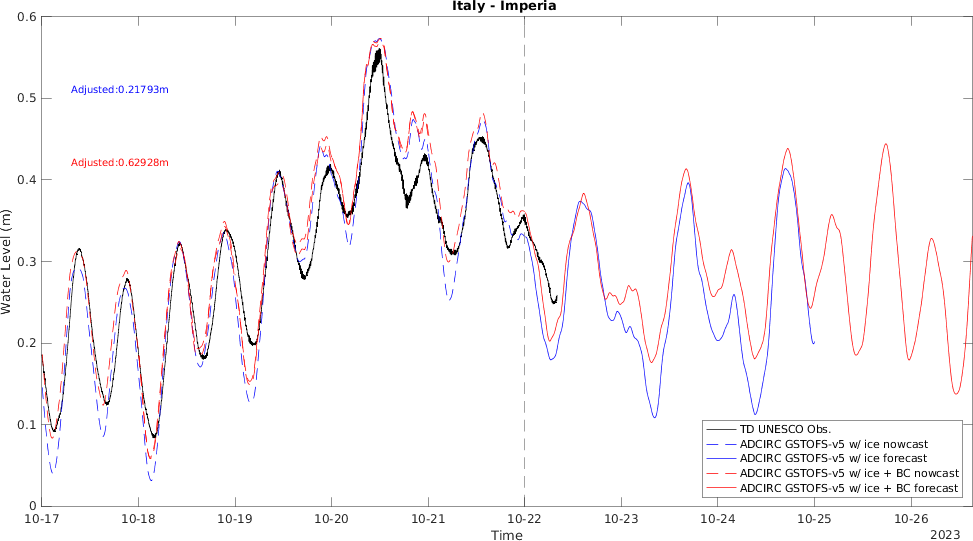 Italy - Imperia
0.6
0.5
0.4
0.3
0.2
0.1
0
Water Level (m)
Adjusted:0.21793m
Adjusted:0.62928m
TD UNESCO Obs.
ADCIRC GSTOFS-v5 w/ ice nowcast
ADCIRC GSTOFS-v5 w/ ice forecast
ADCIRC GSTOFS-v5 w/ ice + BC nowcast
ADCIRC GSTOFS-v5 w/ ice + BC forecast
10-17 10-18 10-19 10-20 10-21 10-22 10-23 10-24 10-25 10-26
Time
2023